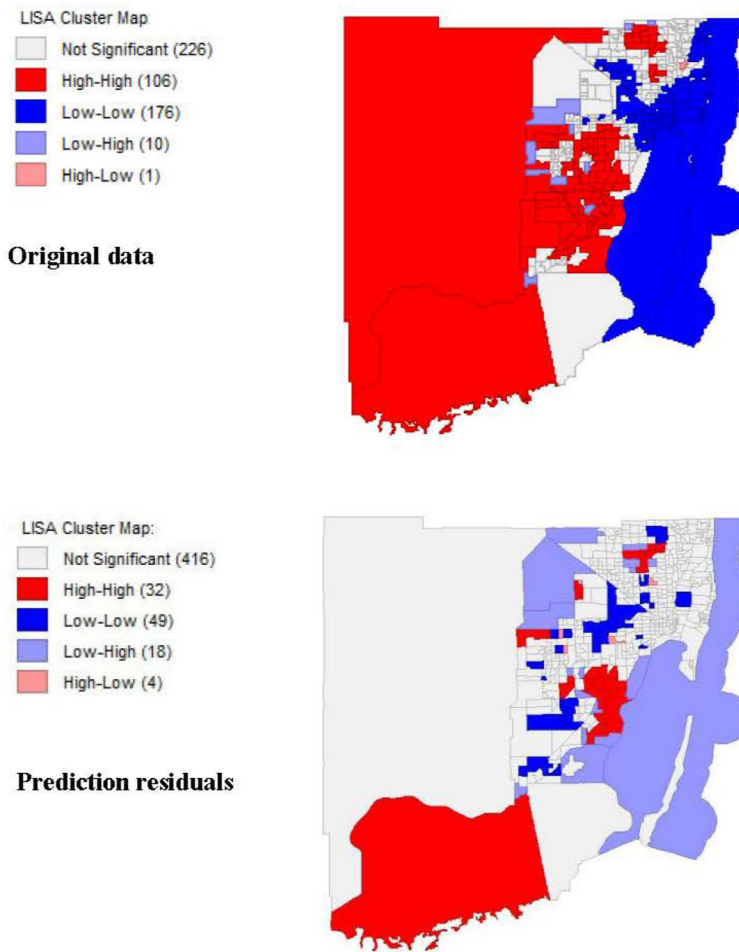 LISA Cluster Map:
Not Significant (226)
High-High (106)
Low-Low (176)
Low-High (10)
High-Low (1)
Original data
LISA Cluster Map:
Not Significant (416)
High-High (32)
Low-Low (49)
Low-High (18)
High-Low (4)
Prediction residuals